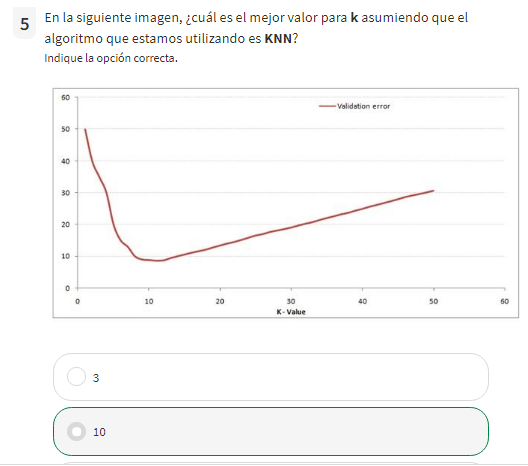 5
En la siguiente imagen, ¿cuál es el mejor valor para k asumiendo que el
algoritmo que estamos utilizando es KNN?
Indique la opción correcta.
60
Validation error
50
40
30
20
10
0
0 10 20 30 40 50 60
K- Value
3
10